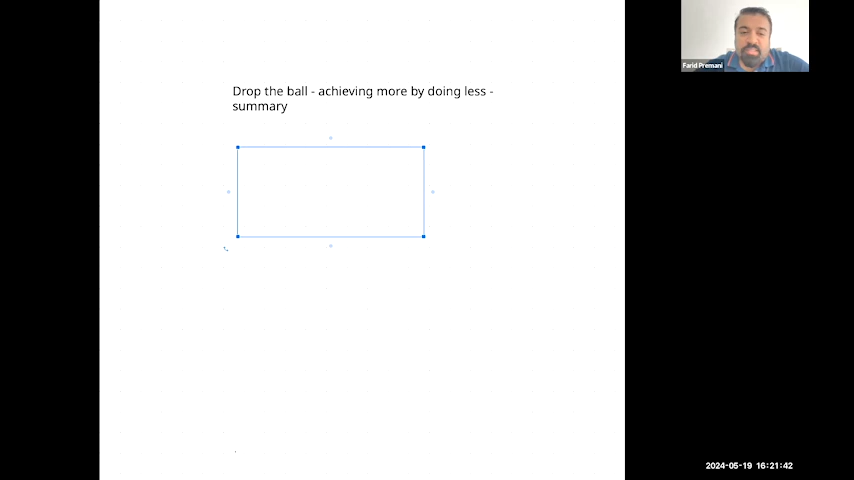 Drop the ball - achieving more by doing less -
summary
Farid Premani
2024-05-19 16:21:42